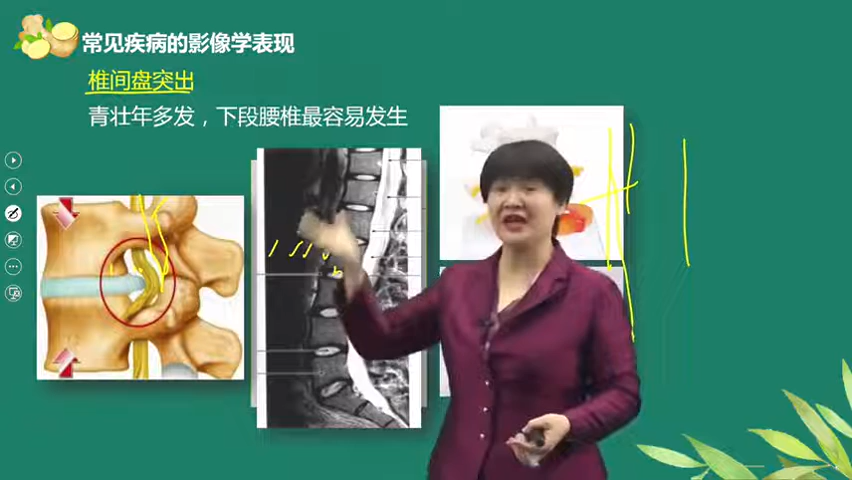 常见疾病的影像学表现
椎间盘突出
青壮年多发，下段腰椎最容易发生